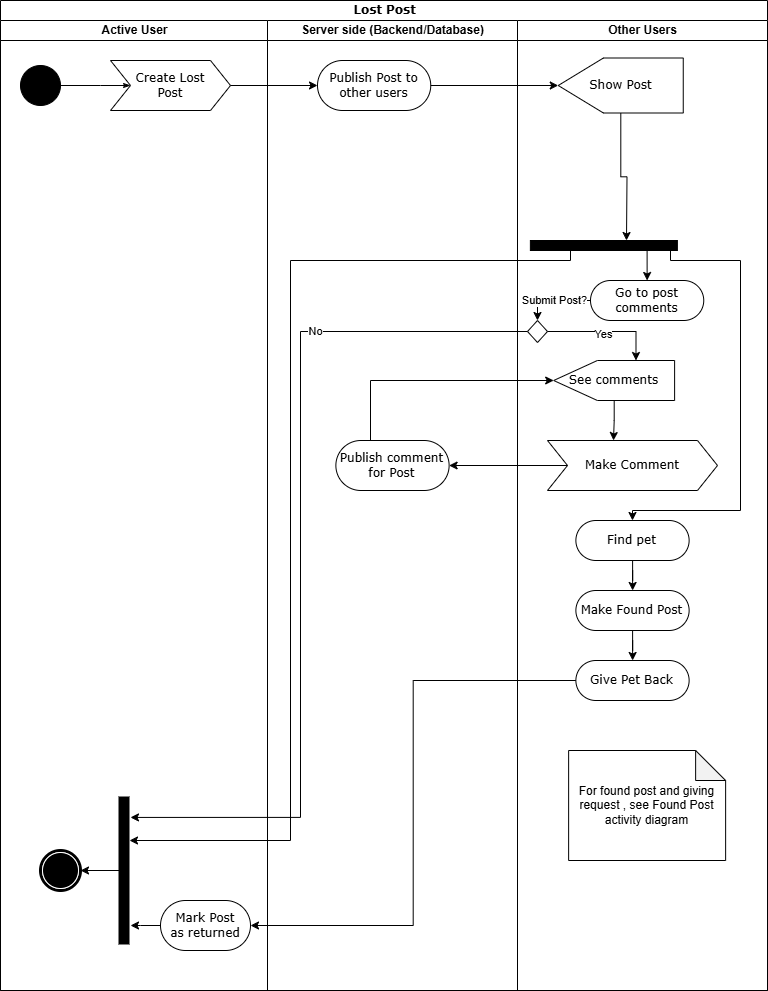 Lost Post
Active User
Server side (Backend/Database)
Other Users
Create Lost
Post
Publish Post to
other users
Show Post
Go to post
comments
Submit Post?
No
Yes
See comments
Publish comment
for Post
Make Comment
Find pet
Make Found Post
Give Pet Back
For found post and giving
request , see Found Post
activity diagram
Mark Post
as returned